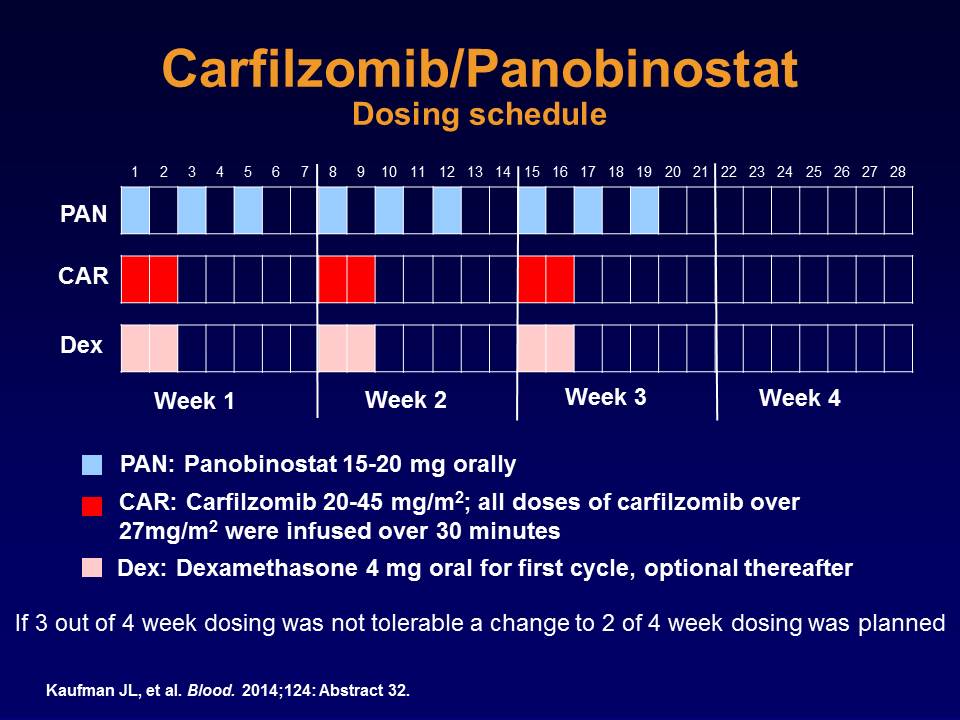 Carfilzomib/Panobinostat
Dosing schedule
1 2 3 4 5 6 7 8 9 10 11 12 13 14 15 16 17 18 19 20 21 22 23 24 25 26 27 28
PAN
CAR
Dex
Week 1 Week 2 Week 3 Week 4
PAN: Panobinostat 15-20 mg orally
CAR: Carfilzomib 20-45 mg/m²; all doses of carfilzomib over
27mg/m² were infused over 30 minutes
Dex: Dexamethasone 4 mg oral for first cycle, optional thereafter
If 3 out of 4 week dosing was not tolerable a change to 2 of 4 week dosing was planned
Kaufman JL, et al. Blood. 2014;124: Abstract 32.